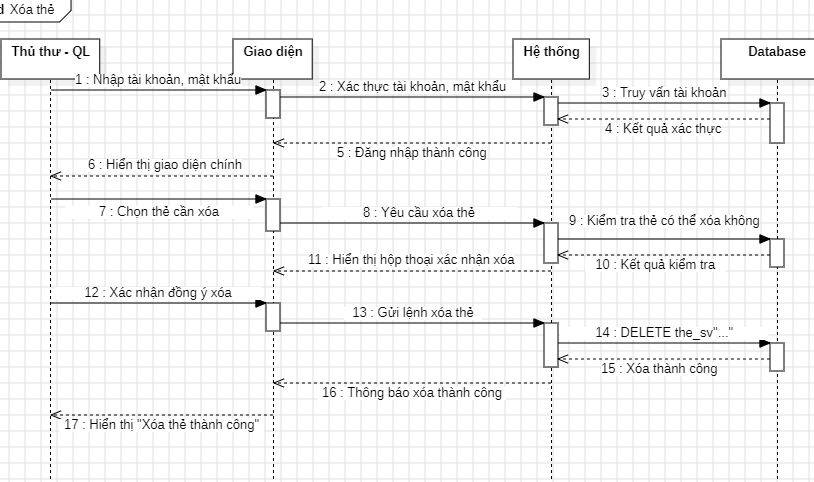 d Xóa thẻ
Thủ thư - QL
Giao diện
Hệ thống
Database
1 : Nhập tài khoản, mật khẩu
2 : Xác thực tài khoản, mật khẩu
3 : Truy vấn tài khoản
4 : Kết quả xác thực
5 : Đăng nhập thành công
6 : Hiển thị giao diện chính
7 : Chọn thẻ cần xóa
8 : Yêu cầu xóa thẻ
9 : Kiểm tra thẻ có thể xóa không
10 : Kết quả kiểm tra
11 : Hiển thị hộp thoại xác nhận xóa
12 : Xác nhận đồng ý xóa
13 : Gửi lệnh xóa thẻ
14 : DELETE the_sv"..."
15 : Xóa thành công
16 : Thông báo xóa thành công
17 : Hiển thị "Xóa thẻ thành công"